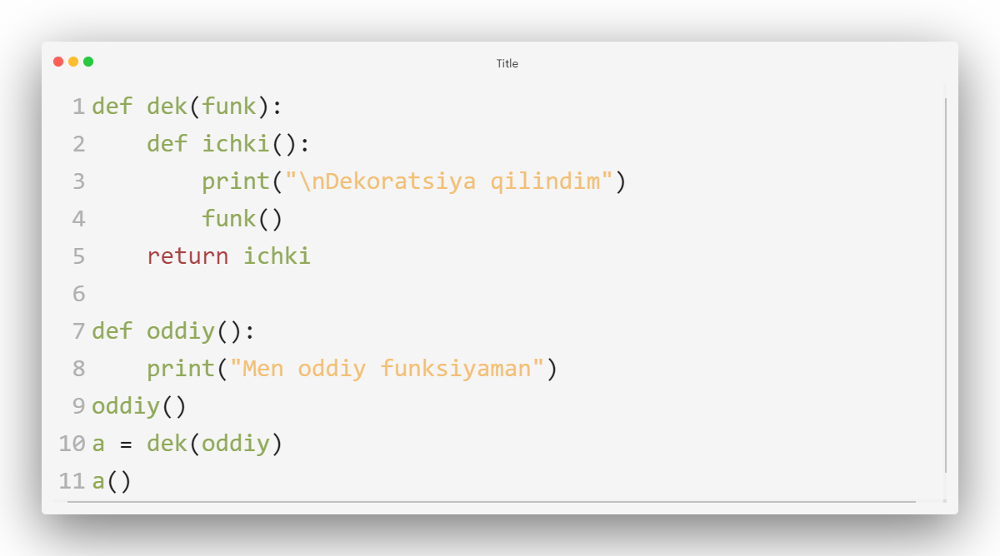 Title
1 def dek(funk):
2     def ichki():
3         print("\nDekoratsiya qilindim")
4         funk()
5     return ichki
6
7 def oddiy():
8     print("Men oddiy funksiyaman")
9 oddiy()
10 a = dek(oddiy)
11 a()